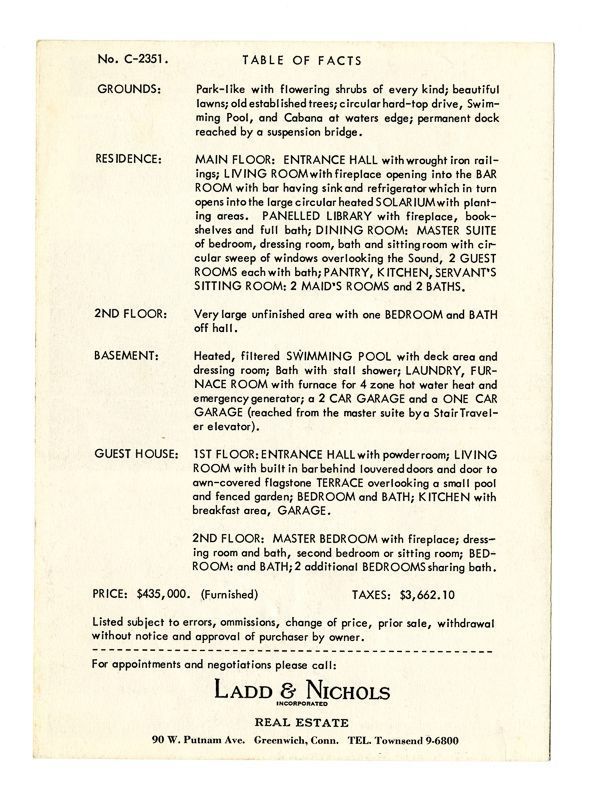 No. C-2351. TABLE OF FACTS
GROUNDS: Park-like with flowering shrubs of every kind; beautiful
lawns; old established trees; circular hard-top drive, Swim-
ming Pool, and Cabana at waters edge; permanent dock
reached by a suspension bridge.
RESIDENCE: MAIN FLOOR: ENTRANCE HALL with wrought iron rail-
ings; LIVING ROOM with fireplace opening into the BAR
ROOM with bar having sink and refrigerator which in turn
opens into the large circular heated SOLARIUM with plant-
ing areas. PANELLED LIBRARY with fireplace, book-
shelves and full bath; DINING ROOM: MASTER SUITE
of bedroom, dressing room, bath and sitting room with cir-
cular sweep of windows overlooking the Sound, 2 GUEST
ROOMS each with bath; PANTRY, KITCHEN, SERVANT'S
SITTING ROOM: 2 MAID'S ROOMS and 2 BATHS.
2ND FLOOR: Very large unfinished area with one BEDROOM and BATH
off hall.
BASEMENT: Heated, filtered SWIMMING POOL with deck area and
dressing room; Bath with stall shower; LAUNDRY, FUR-
NACE ROOM with furnace for 4 zone hot water heat and
emergency generator; a 2 CAR GARAGE and a ONE CAR
GARAGE (reached from the master suite by a Stair Travel-
er elevator).
GUEST HOUSE: 1ST FLOOR: ENTRANCE HALL with powder room; LIVING
ROOM with built in bar behind louvered doors and door to
awn-covered flagstone TERRACE overlooking a small pool
and fenced garden; BEDROOM and BATH; KITCHEN with
breakfast area, GARAGE.
2ND FLOOR: MASTER BEDROOM with fireplace; dress-
ing room and bath, second bedroom or sitting room; BED-
ROOM: and BATH; 2 additional BEDROOMS sharing bath.
PRICE: $435,000. (Furnished) TAXES: $3,662.10
Listed subject to errors, ommissions, change of price, prior sale, withdrawal
without notice and approval of purchaser by owner.
For appointments and negotiations please call:
LADD & NICHOLS
INCORPORATED
REAL ESTATE
90 W. Putnam Ave. Greenwich, Conn. TEL. Townsend 9-6800